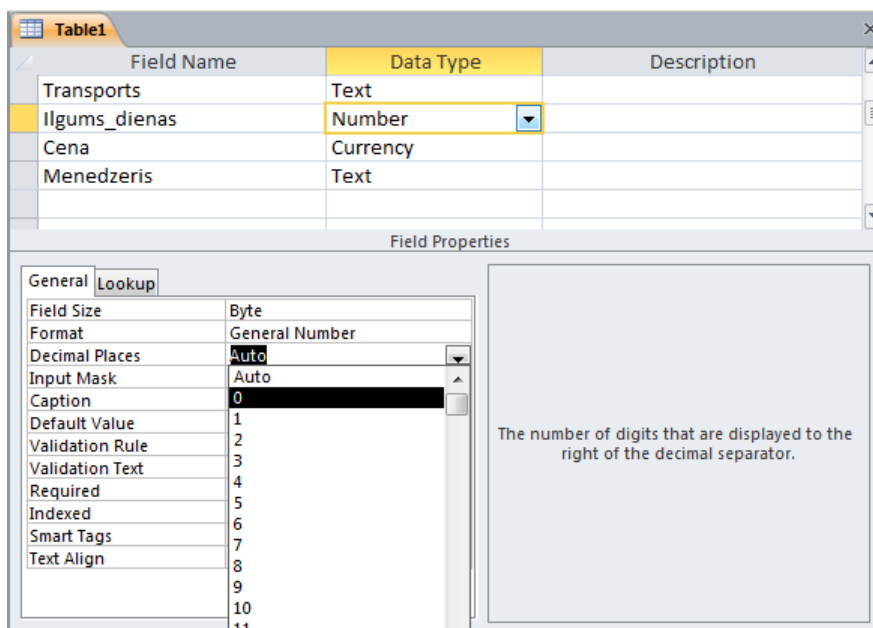 Table1
Field Name Data Type Description
Transports Text
Ilgums_dienas Number
Cena Currency
Menedzeris Text
Field Properties
General Lookup
Field Size Byte
Format General Number
Decimal Places Auto
Input Mask Auto
Caption 0
Default Value 1
Validation Rule 2
Validation Text 3
Required 4
Indexed 5
Smart Tags 6
Text Align 7
8
9
10
11
The number of digits that are displayed to the
right of the decimal separator.